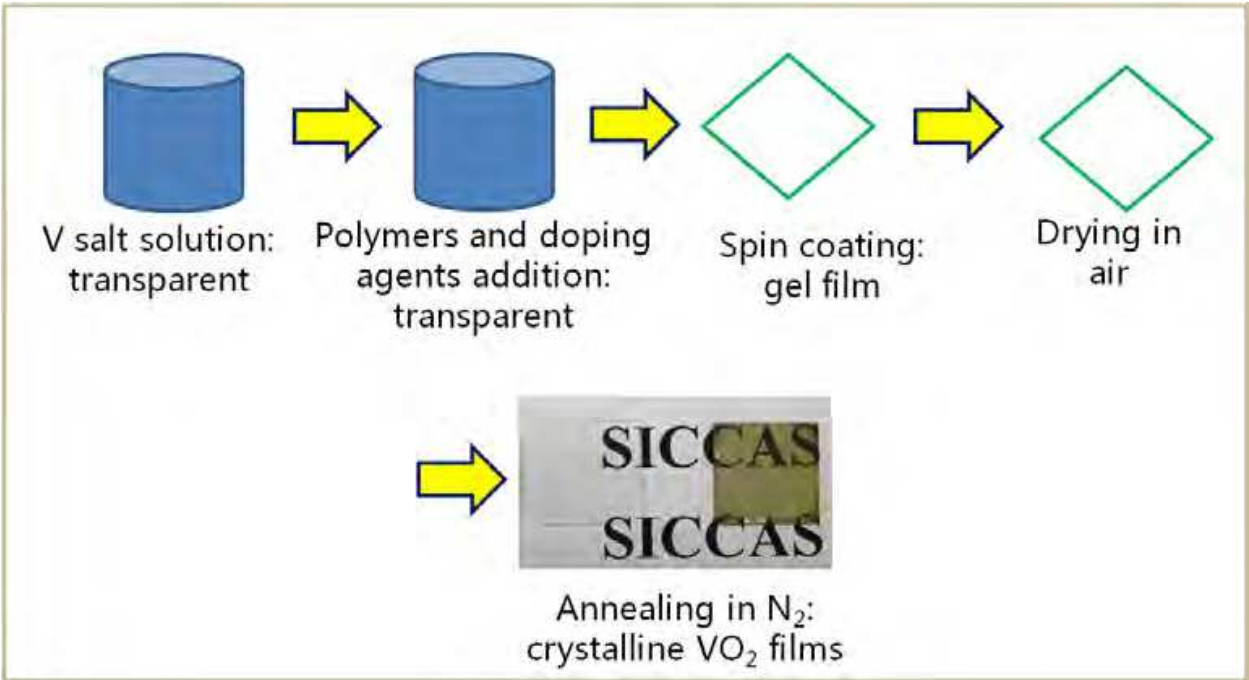 V salt solution:
transparent
Polymers and doping
agents addition:
transparent
Spin coating:
gel film
Drying in
air
SICCAS
SICCAS
Annealing in N₂:
crystalline VO₂ films